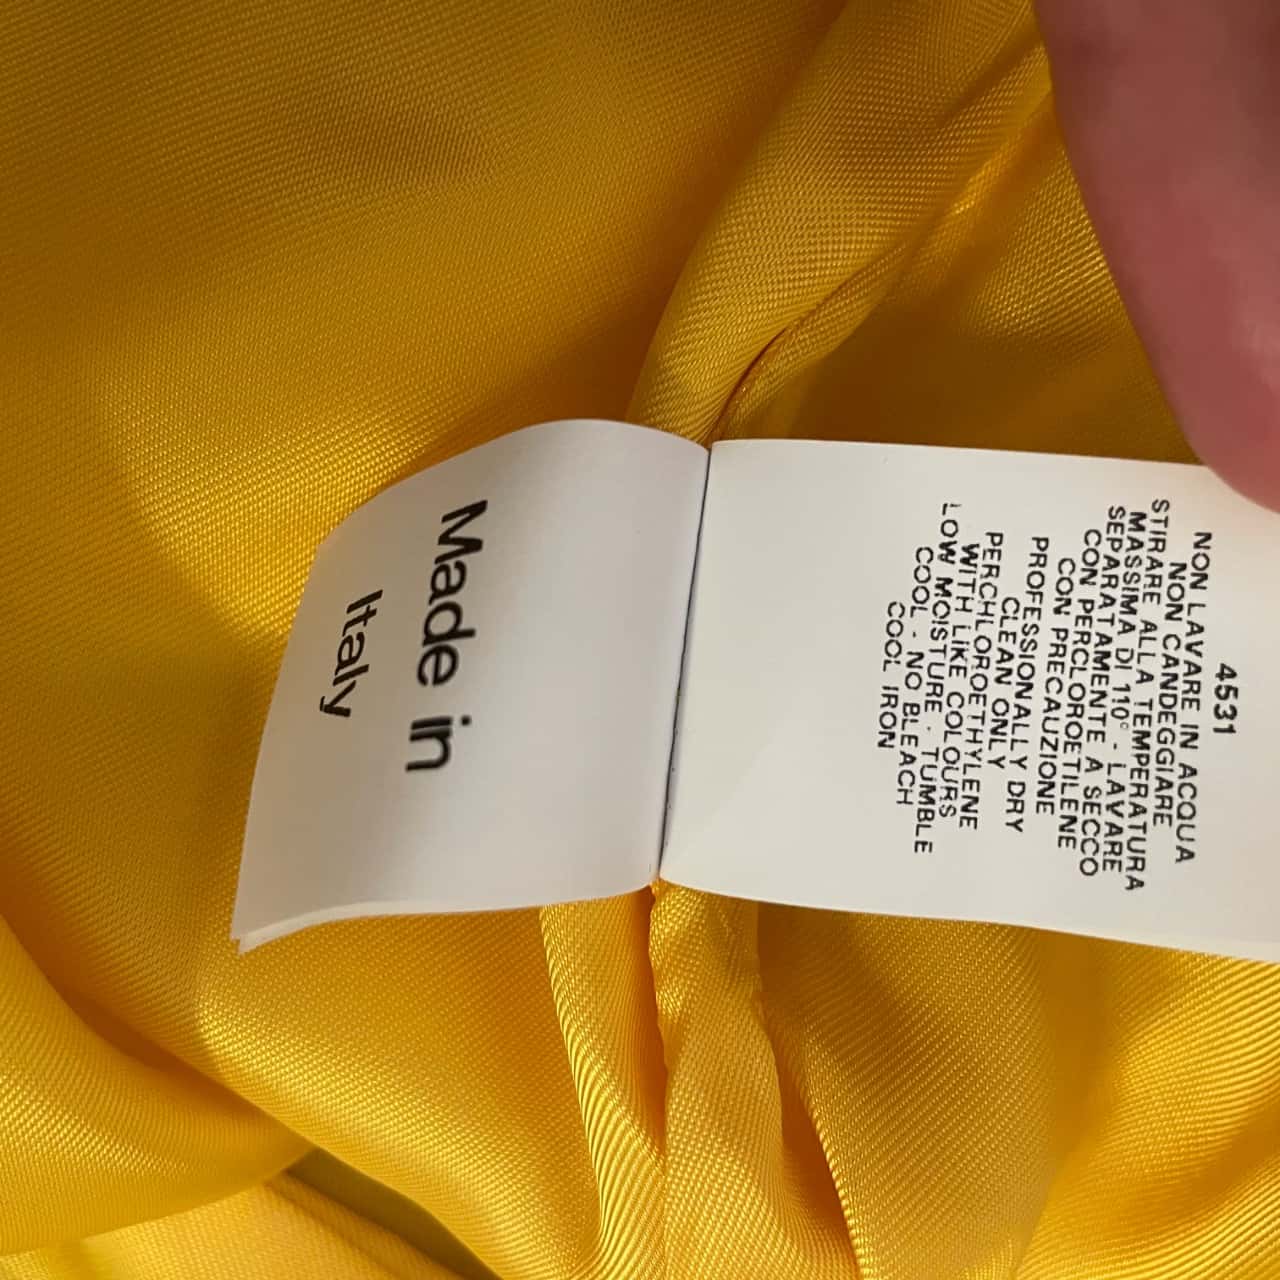 Made in
Italy
4531
NON LAVARE IN ACQUA
NON CANDEGGIARE
STIRARE ALLA TEMPERATURA
MASSIMA DI 110° - LAVARE
SEPARATAMENTE A SECCO
CON PERCLOROETILENE
CON PRECAUZIONE
PROFESSIONALLY DRY
CLEAN ONLY
PERCHLOROETHYLENE
WITH LIKE COLOURS
LOW MOISTURE - TUMBLE
COOL - NO BLEACH
COOL IRON